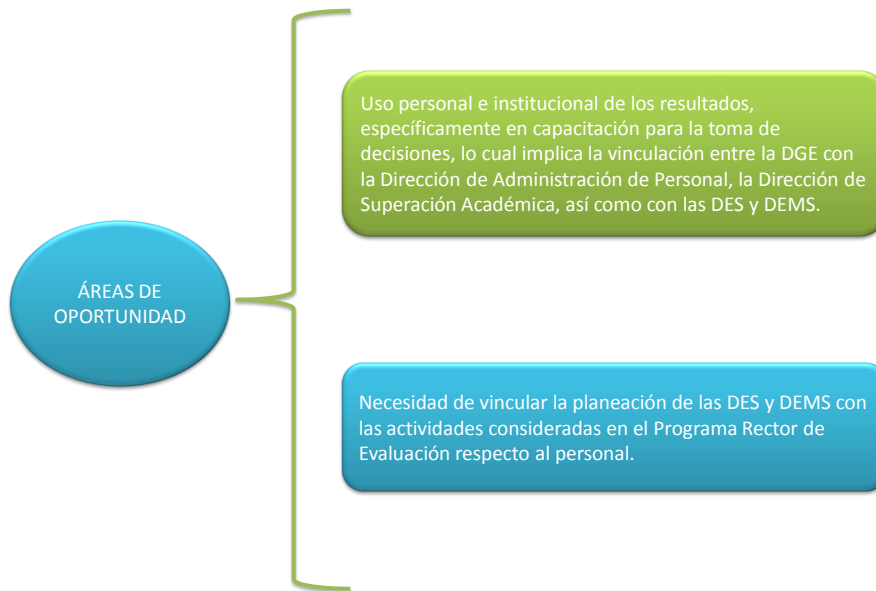 ÁREAS DE
OPORTUNIDAD
Uso personal e institucional de los resultados,
específicamente en capacitación para la toma de
decisiones, lo cual implica la vinculación entre la DGE con
la Dirección de Administración de Personal, la Dirección de
Superación Académica, así como con las DES y DEMS.
Necesidad de vincular la planeación de las DES y DEMS con
las actividades consideradas en el Programa Rector de
Evaluación respecto al personal.